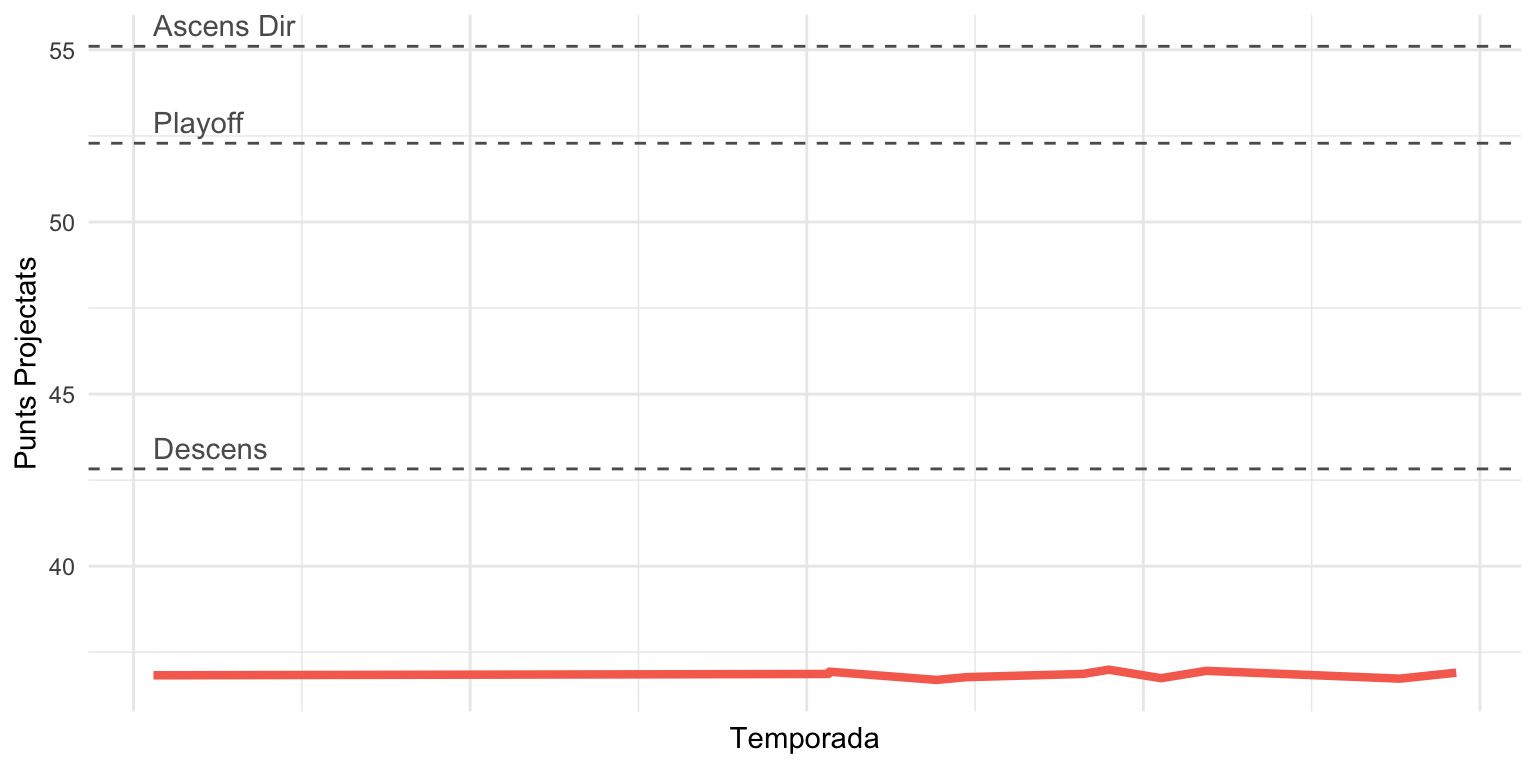 Ascens Dir
55
Playoff
50
Punts Projectats
45
Descens
40
Temporada